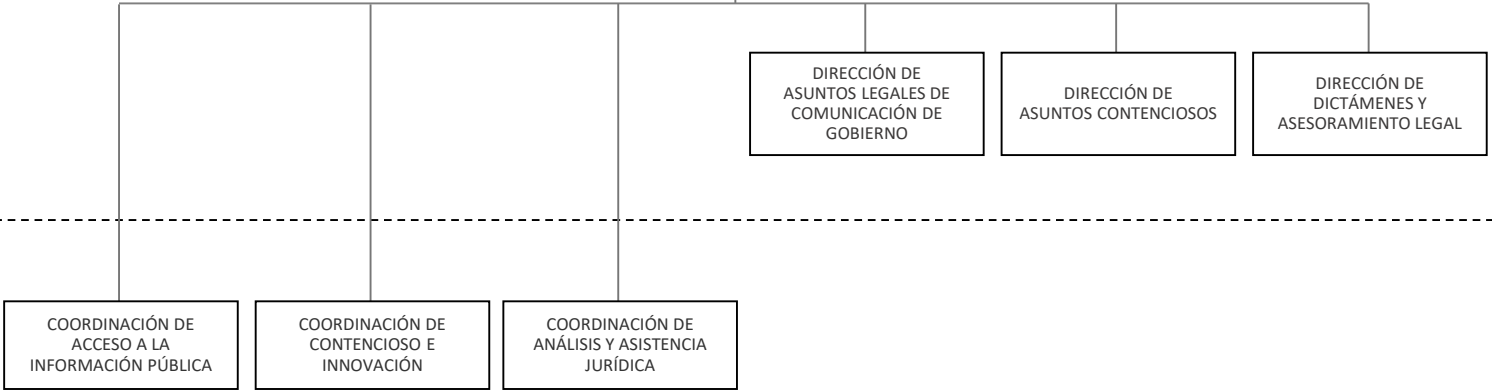 DIRECCIÓN DE
ASUNTOS LEGALES DE
COMUNICACIÓN DE
GOBIERNO
DIRECCIÓN DE
ASUNTOS CONTENCIOSOS
DIRECCIÓN DE
DICTÁMENES Y
ASESORAMIENTO LEGAL
COORDINACIÓN DE
ACCESO A LA
INFORMACIÓN PÚBLICA
COORDINACIÓN DE
CONTENCIOSO E
INNOVACIÓN
COORDINACIÓN DE
ANÁLISIS Y ASISTENCIA
JURÍDICA